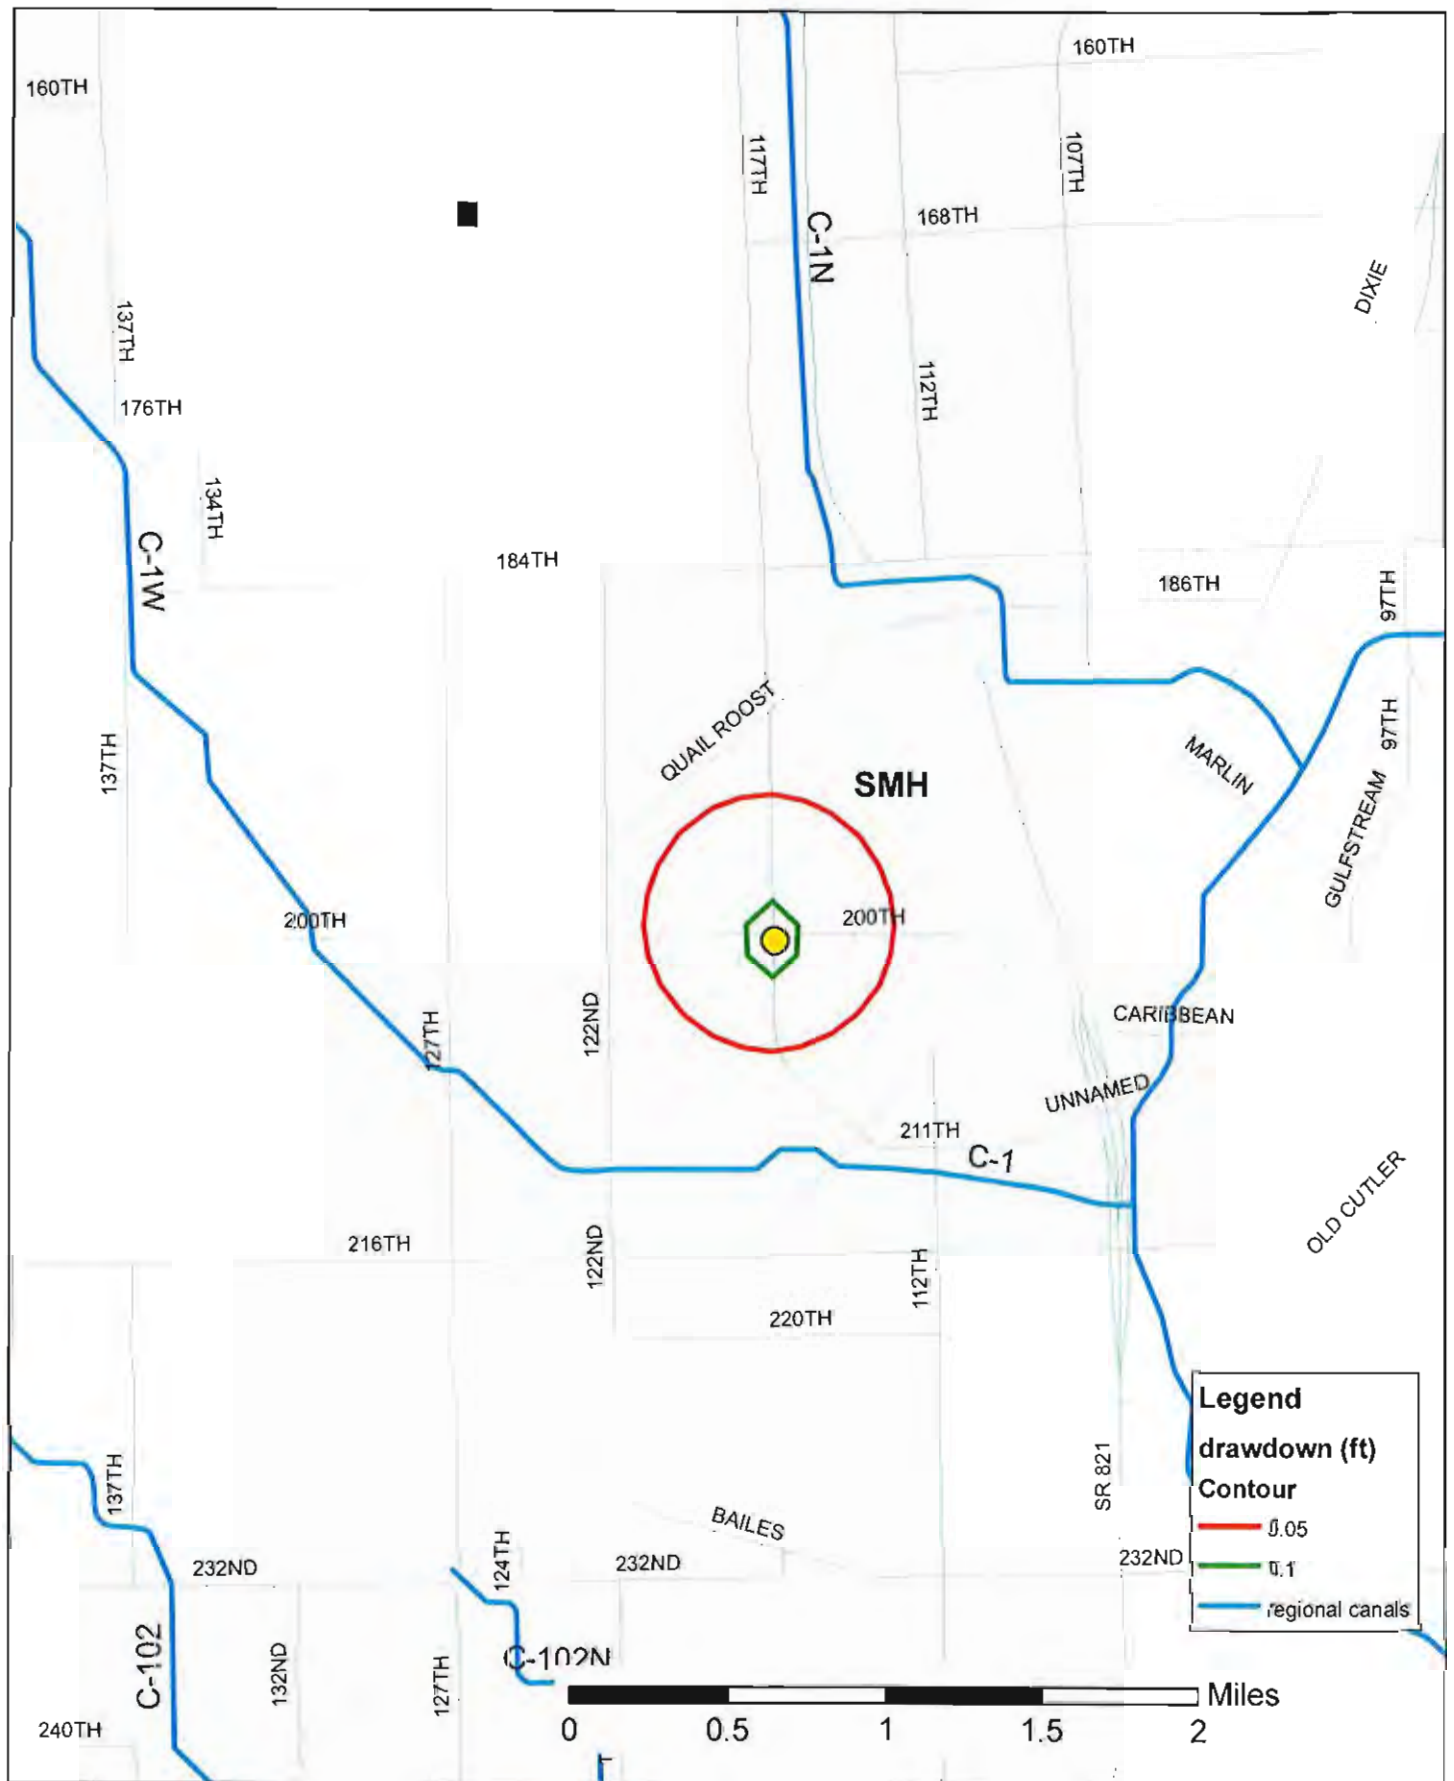 160TH
160TH
117TH
107TH
168TH
C-1N
DIXIE
137TH
112TH
176TH
134TH
C-1W
184TH
186TH
97TH
QUAIL ROOST
137TH
SMH
MARLIN
97TH
GULFSTREAM
200TH
200TH
122ND
127TH
CARIBBEAN
UNNAMED
211TH
C-1
OLD CUTLER
216TH
122ND
112TH
220TH
Legend
drawdown (ft)
Contour
0.05
0.1
regional canals
137TH
SR 821
BAILES
124TH
232ND
232ND
232ND
C-102
132ND
127TH
C-102N
240TH
Miles
0 0.5 1 1.5 2